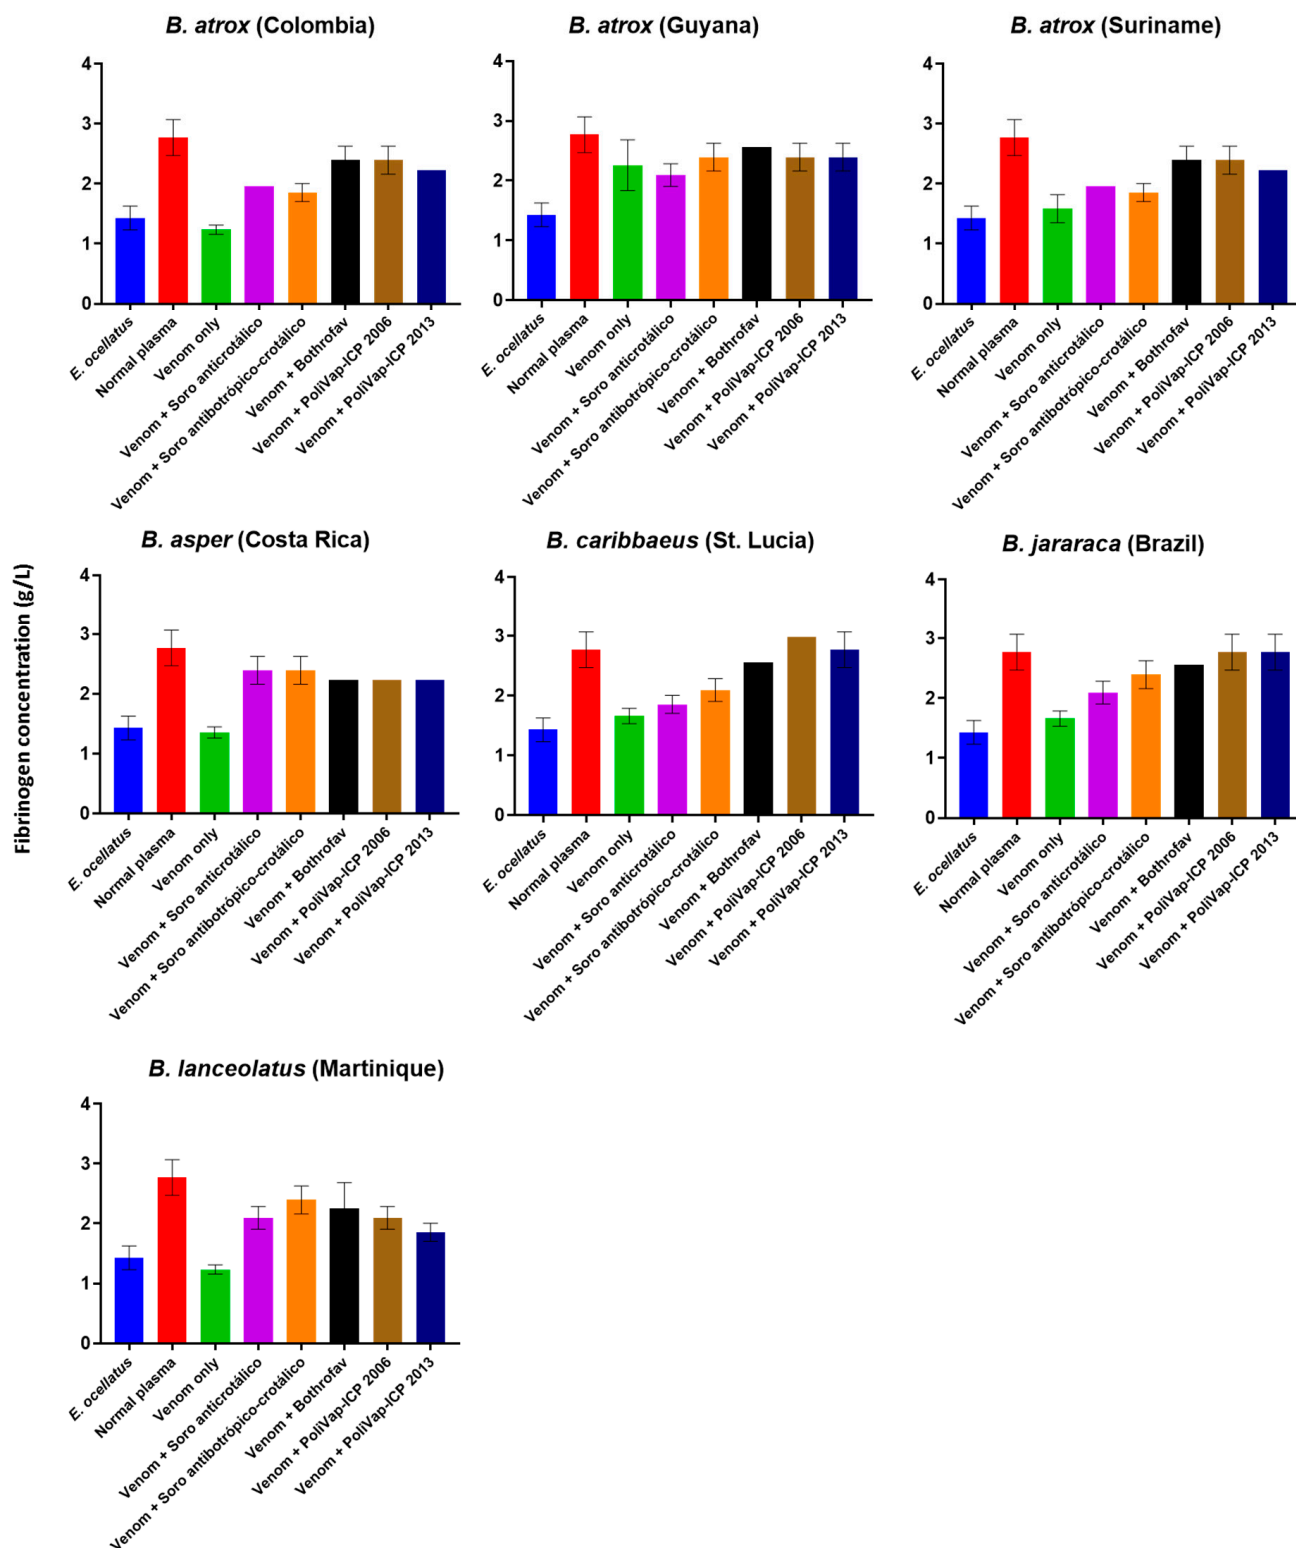 B. atrox (Colombia)
4
3
2
1
0
E. ocellatus
Normal plasma
Venom only
Venom + Soro anticrotálico
Venom + Soro antibotrópico-crotálico
Venom + Bothrofav
Venom + PoliVap-ICP 2006
Venom + PoliVap-ICP 2013
B. atrox (Guyana)
4
3
2
1
0
E. ocellatus
Normal plasma
Venom only
Venom + Soro anticrotálico
Venom + Soro antibotrópico-crotálico
Venom + Bothrofav
Venom + PoliVap-ICP 2006
Venom + PoliVap-ICP 2013
B. atrox (Suriname)
4
3
2
1
0
E. ocellatus
Normal plasma
Venom only
Venom + Soro anticrotálico
Venom + Soro antibotrópico-crotálico
Venom + Bothrofav
Venom + PoliVap-ICP 2006
Venom + PoliVap-ICP 2013
Fibrinogen concentration (g/L)
B. asper (Costa Rica)
4
3
2
1
0
E. ocellatus
Normal plasma
Venom only
Venom + Soro anticrotálico
Venom + Soro antibotrópico-crotálico
Venom + Bothrofav
Venom + PoliVap-ICP 2006
Venom + PoliVap-ICP 2013
B. caribbaeus (St. Lucia)
4
3
2
1
0
E. ocellatus
Normal plasma
Venom only
Venom + Soro anticrotálico
Venom + Soro antibotrópico-crotálico
Venom + Bothrofav
Venom + PoliVap-ICP 2006
Venom + PoliVap-ICP 2013
B. jararaca (Brazil)
4
3
2
1
0
E. ocellatus
Normal plasma
Venom only
Venom + Soro anticrotálico
Venom + Soro antibotrópico-crotálico
Venom + Bothrofav
Venom + PoliVap-ICP 2006
Venom + PoliVap-ICP 2013
B. lanceolatus (Martinique)
4
3
2
1
0
E. ocellatus
Normal plasma
Venom only
Venom + Soro anticrotálico
Venom + Soro antibotrópico-crotálico
Venom + Bothrofav
Venom + PoliVap-ICP 2006
Venom + PoliVap-ICP 2013